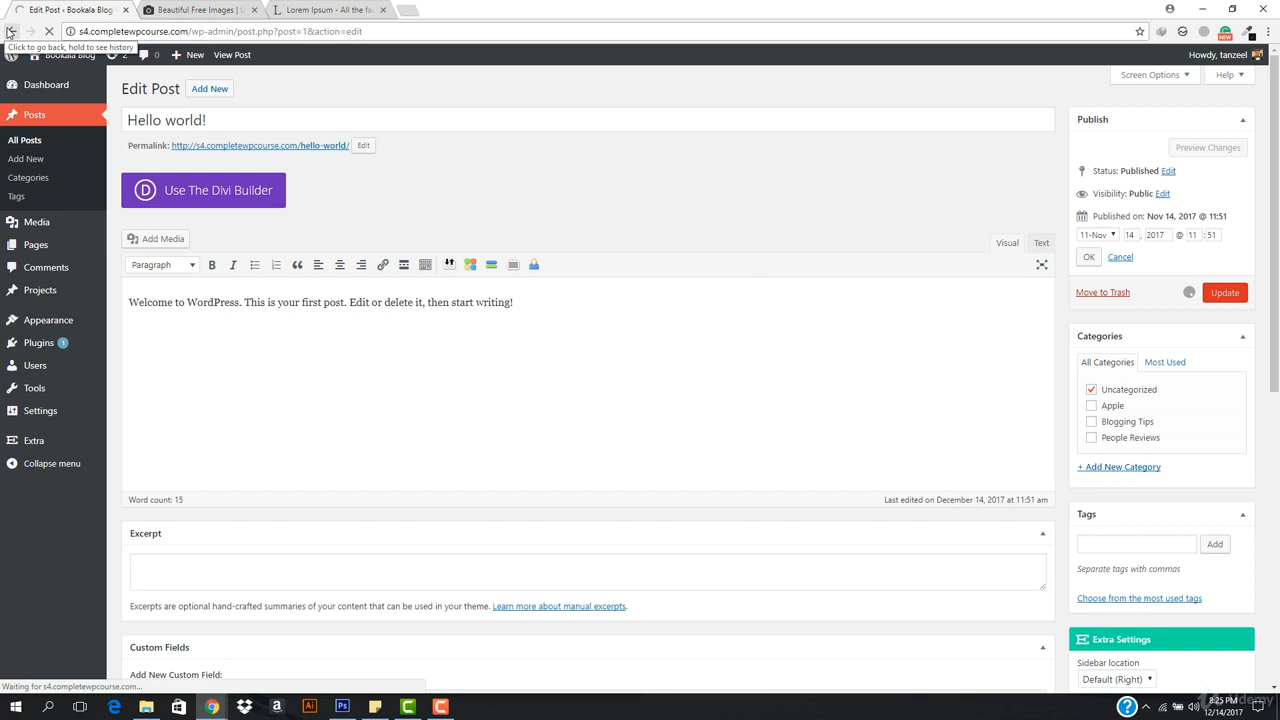 Edit Post ‹ Bookala Blog
Beautiful Free Images | U
Lorem Ipsum - All the fa
s4.completewpcourse.com/wp-admin/post.php?post=1&action=edit
Click to go back, hold to see history
Bookala Blog 2 0 + New View Post
Howdy, tanzeel
Dashboard
Posts
All Posts
Add New
Categories
Tags
Media
Pages
Comments
Projects
Appearance
Plugins 1
Users
Tools
Settings
Extra
Collapse menu
Screen Options ▼
Help ▼
Edit Post
Add New
Hello world!
Permalink: http://s4.completewpcourse.com/hello-world/ Edit
D Use The Divi Builder
Add Media
Visual
Text
Paragraph
Welcome to WordPress. This is your first post. Edit or delete it, then start writing!
Word count: 15
Last edited on December 14, 2017 at 11:51 am
Excerpt
Excerpts are optional hand-crafted summaries of your content that can be used in your theme. Learn more about manual excerpts.
Custom Fields
Add New Custom Field:
Publish
Preview Changes
Status: Published Edit
Visibility: Public Edit
Published on: Nov 14, 2017 @ 11:51
11-Nov 14 , 2017 @ 11 : 51
OK Cancel
Move to Trash
Update
Categories
All Categories
Most Used
Uncategorized
Apple
Blogging Tips
People Reviews
+ Add New Category
Tags
Add
Separate tags with commas
Choose from the most used tags
Extra Settings
Sidebar location
Default (Right)
Waiting for s4.completewpcourse.com...
NEW
Ai
Ps
8:25 PM
12/14/2017
Udemy